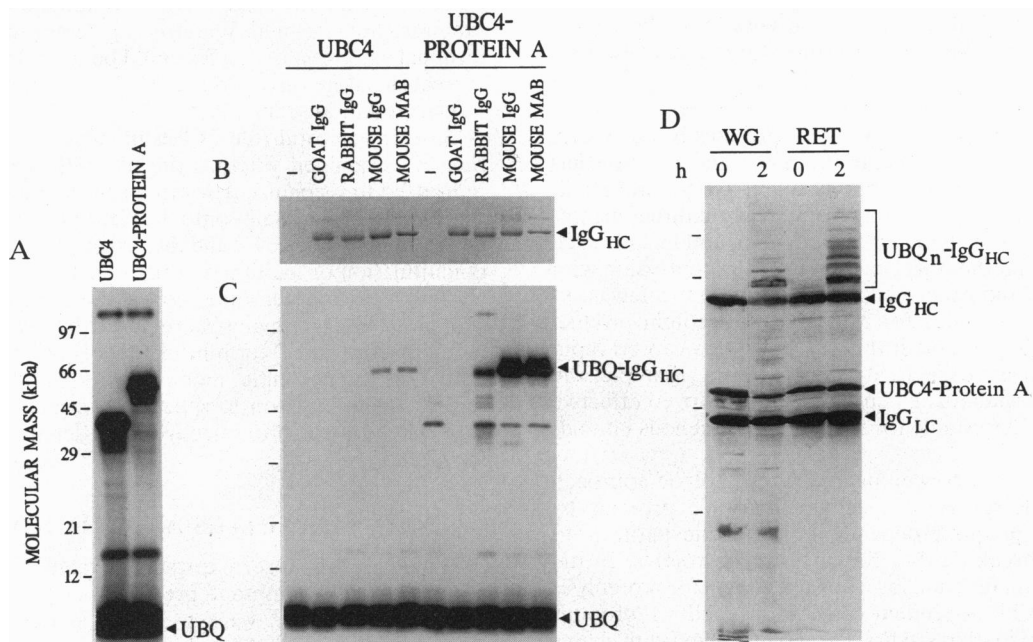 A
UBC4
UBC4-PROTEIN A
MOLECULAR MASS (kDa)
97
66
45
29
21
12
UBQ
UBC4
UBC4-
PROTEIN A
B
–
GOAT IgG
RABBIT IgG
MOUSE IgG
MOUSE MAB
–
GOAT IgG
RABBIT IgG
MOUSE IgG
MOUSE MAB
IgGHC
C
UBQ-IgGHC
UBQ
D
WG RET
h 0 2 0 2
UBQn-IgGHC
IgGHC
UBC4-Protein A
IgGLC